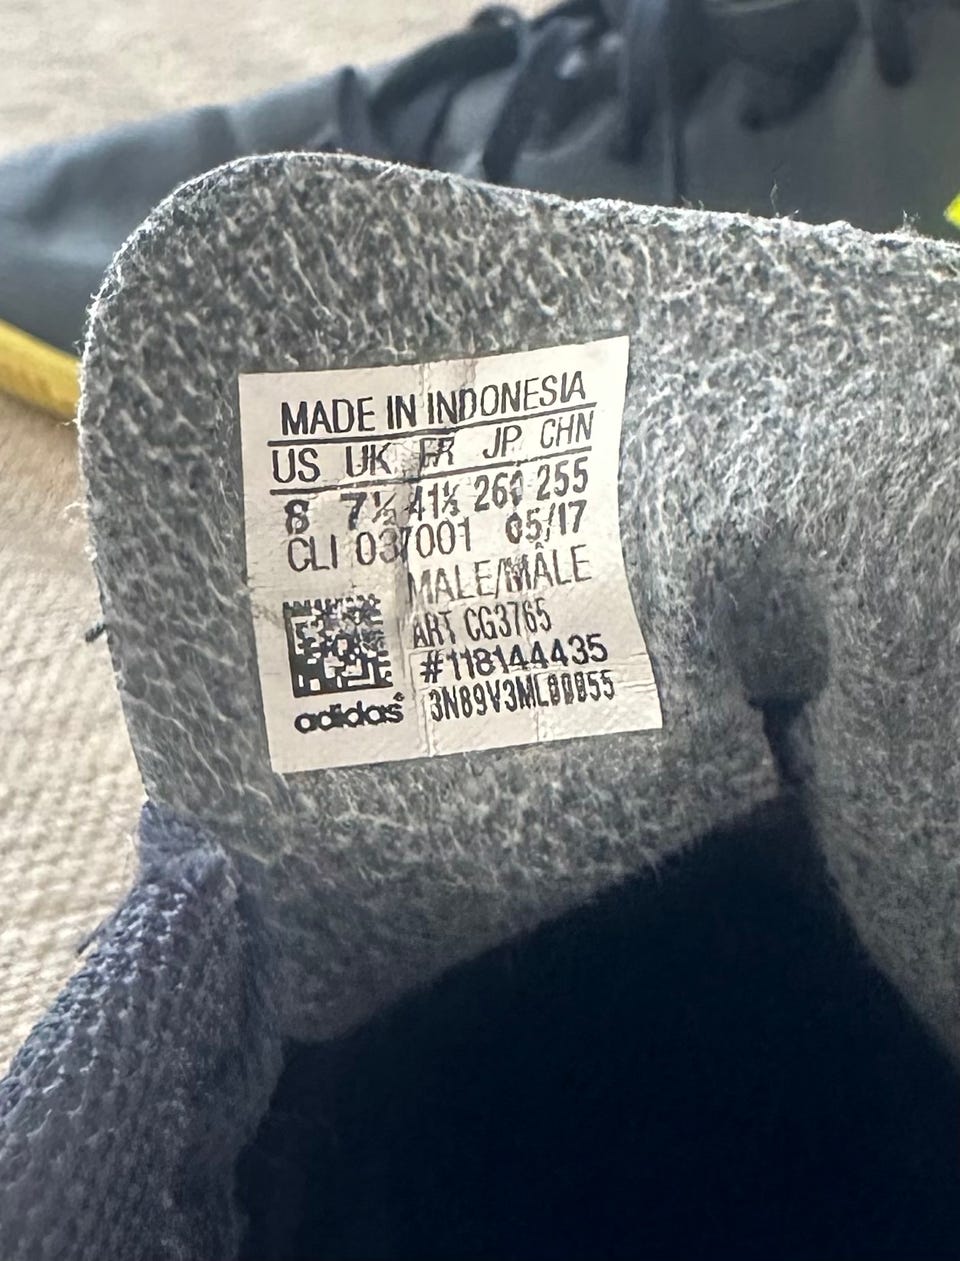 MADE IN INDONESIA
US UK FR JP CHN
8 7½ 41⅓ 260 255
CLI 037001 05/17
MALE/MÂLE
ART CG3765
#118144435
adidas®